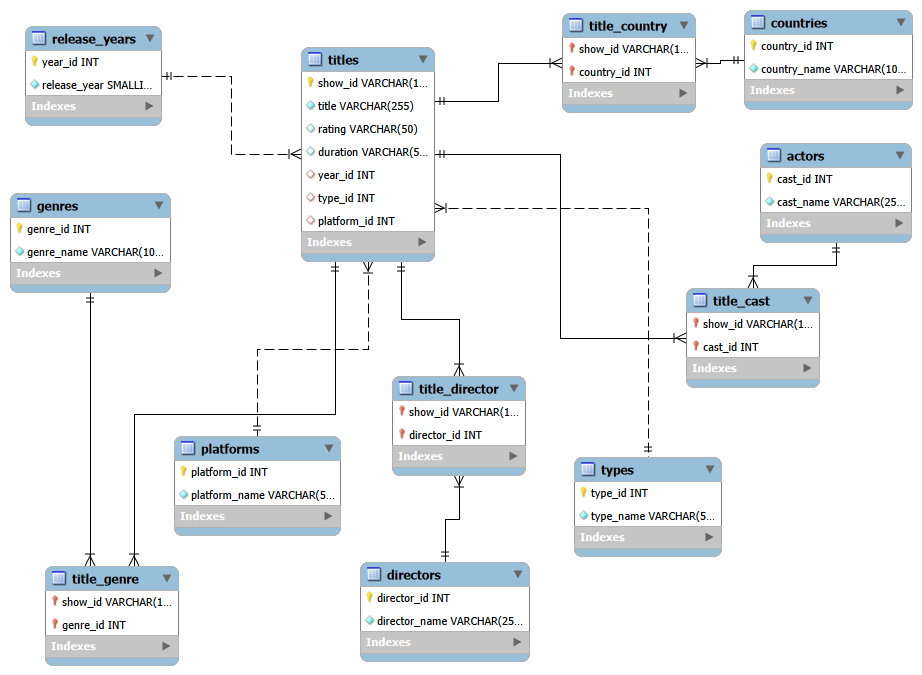 release_years
year_id INT
release_year SMALLI...
Indexes
titles
show_id VARCHAR(1...
title VARCHAR(255)
rating VARCHAR(50)
duration VARCHAR(5...
year_id INT
type_id INT
platform_id INT
Indexes
title_country
show_id VARCHAR(1...
country_id INT
Indexes
countries
country_id INT
country_name VARCHAR(10...
Indexes
actors
cast_id INT
cast_name VARCHAR(25...
Indexes
genres
genre_id INT
genre_name VARCHAR(10...
Indexes
title_cast
show_id VARCHAR(1...
cast_id INT
Indexes
title_director
show_id VARCHAR(1...
director_id INT
Indexes
platforms
platform_id INT
platform_name VARCHAR(5...
Indexes
types
type_id INT
type_name VARCHAR(5...
Indexes
title_genre
show_id VARCHAR(1...
genre_id INT
Indexes
directors
director_id INT
director_name VARCHAR(25...
Indexes